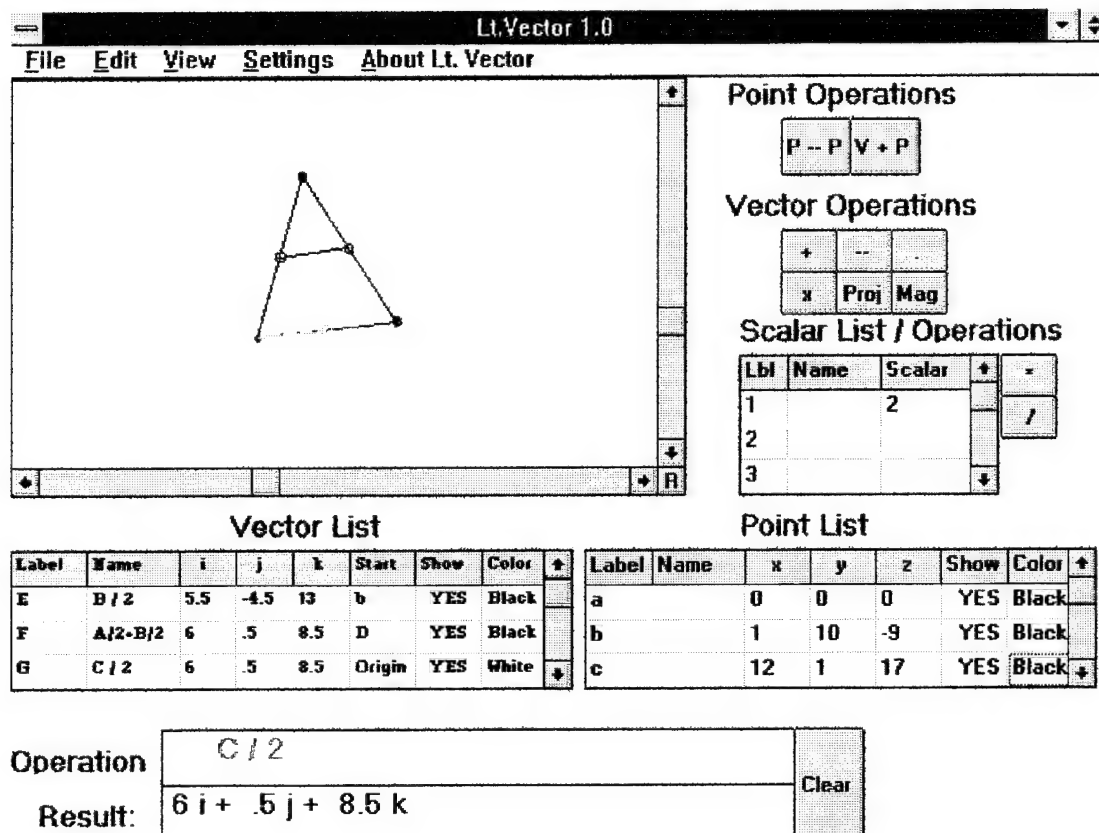 Lt.Vector 1.0
File Edit View Settings About Lt. Vector
Point Operations
P -- P V + P
Vector Operations
+ -- .
x Proj Mag
Scalar List / Operations
Lbl Name Scalar
1 2
/
2
3
R
Vector List
Label Name i j k Start Show Color
E B / 2 5.5 -4.5 13 b YES Black
F A/2+B/2 6 .5 8.5 D YES Black
G C / 2 6 .5 8.5 Origin YES White
Point List
Label Name x y z Show Color
a 0 0 0 YES Black
b 1 10 -9 YES Black
c 12 1 17 YES Black
Operation C / 2
Clear
Result: 6 i + .5 j + 8.5 k